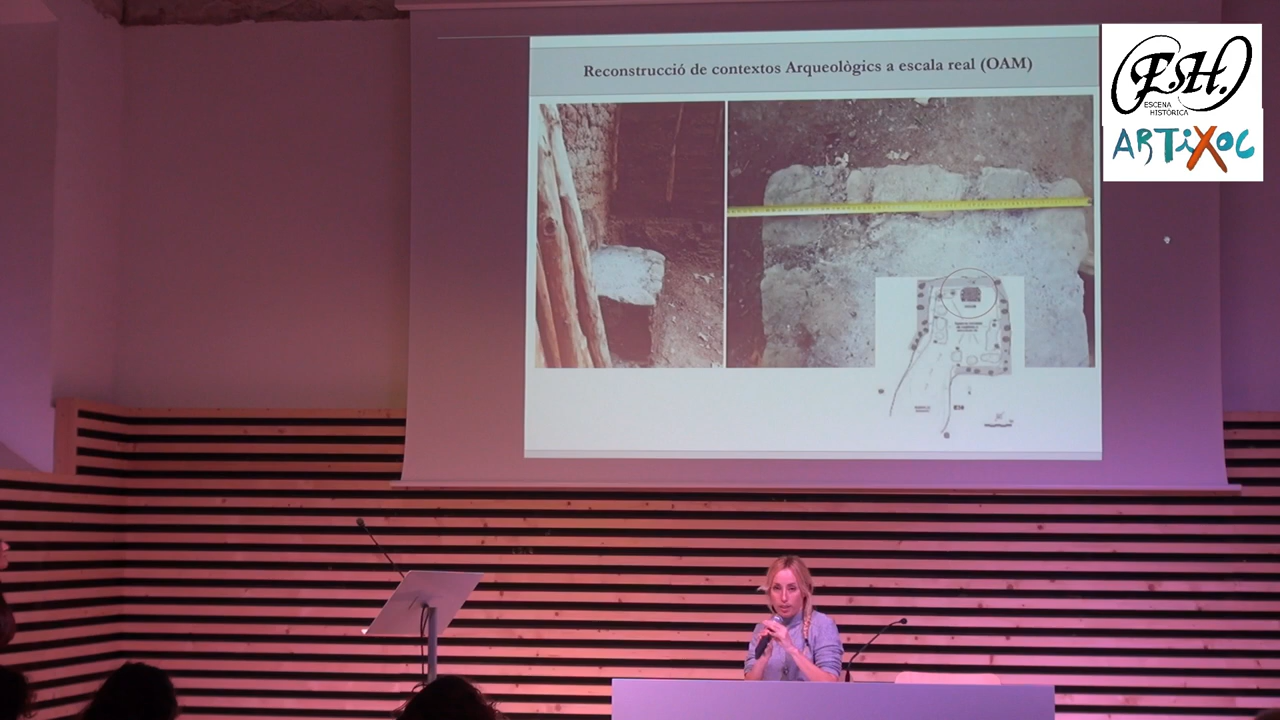 Reconstrucció de contextos Arqueològics a escala real (OAM)
E.S.H.
ESCENA
HISTÒRICA
ARTiXOC